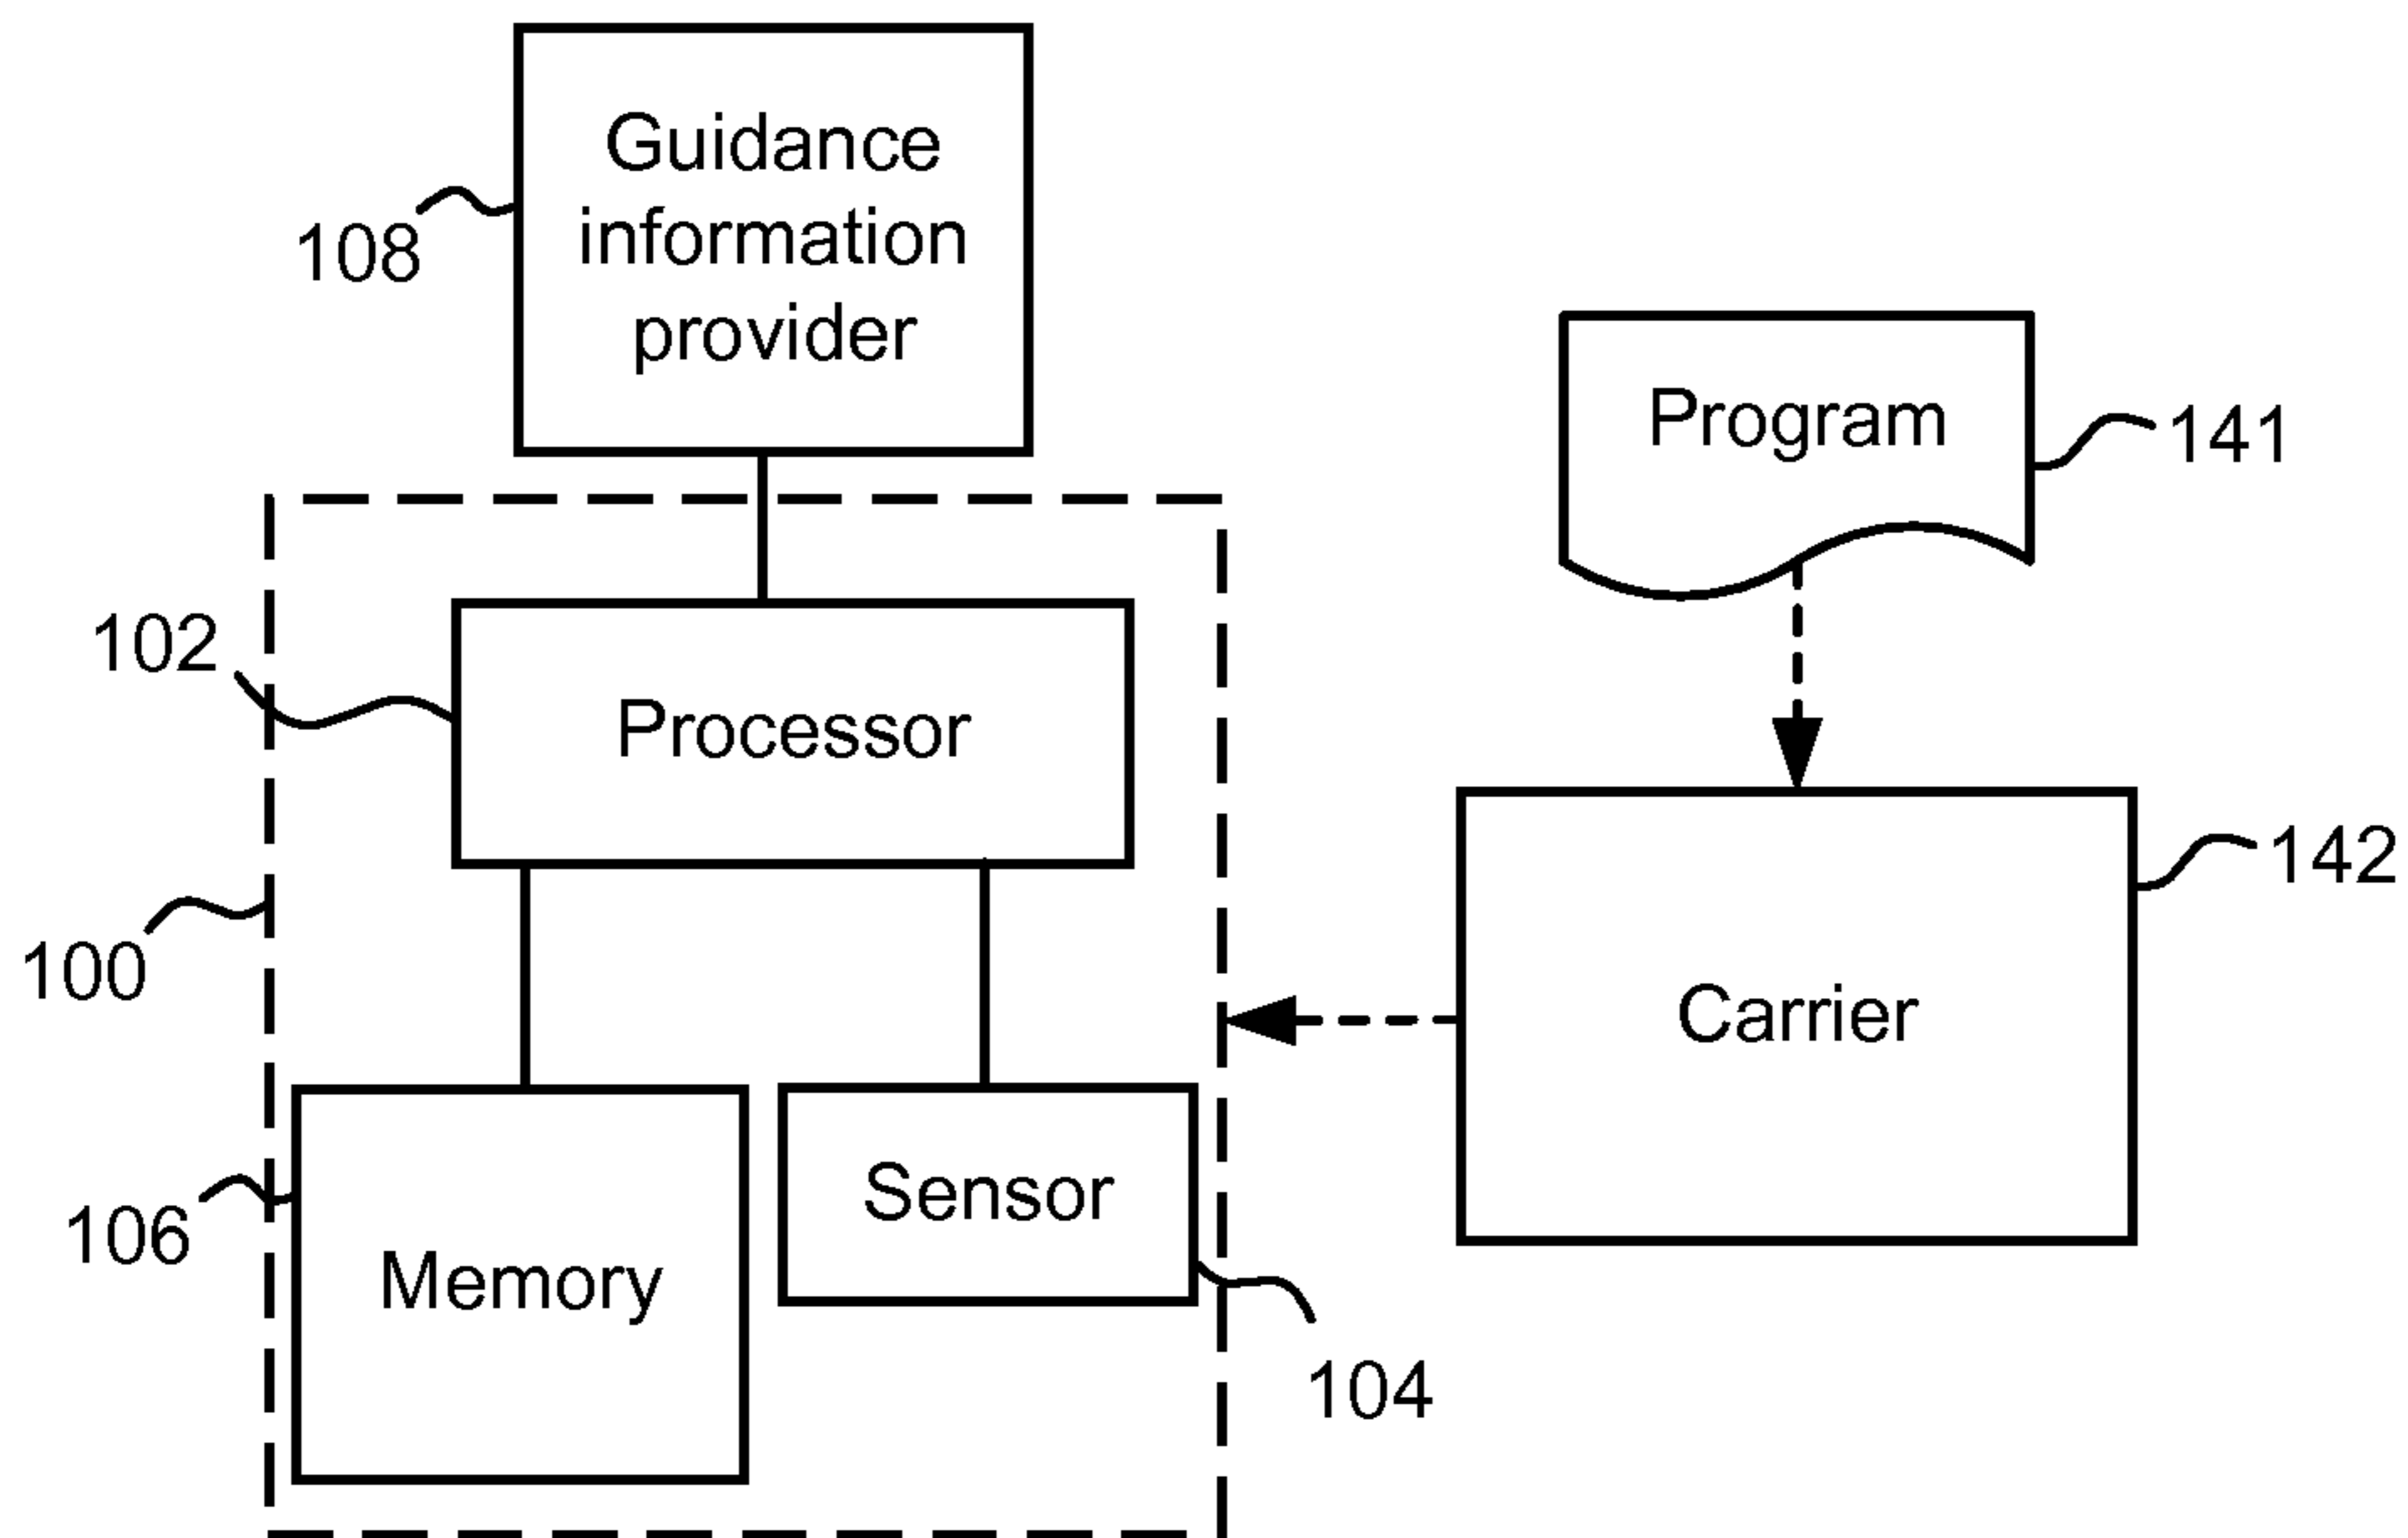 Guidance
information
provider
108
Program
141
102
Processor
142
Carrier
100
Sensor
106
Memory
104